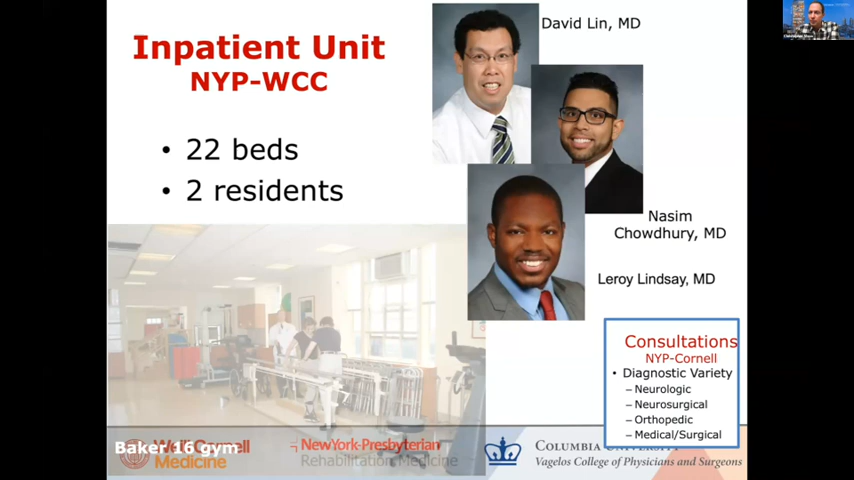 Inpatient Unit
NYP-WCC
• 22 beds
• 2 residents
David Lin, MD
Nasim
Chowdhury, MD
Leroy Lindsay, MD
Consultations
NYP-Cornell
• Diagnostic Variety
– Neurologic
– Neurosurgical
– Orthopedic
– Medical/Surgical
Baker 16 gym
Weill Cornell
Medicine
NewYork-Presbyterian
Rehabilitation Medicine
Columbia University
Vagelos College of Physicians and Surgeons